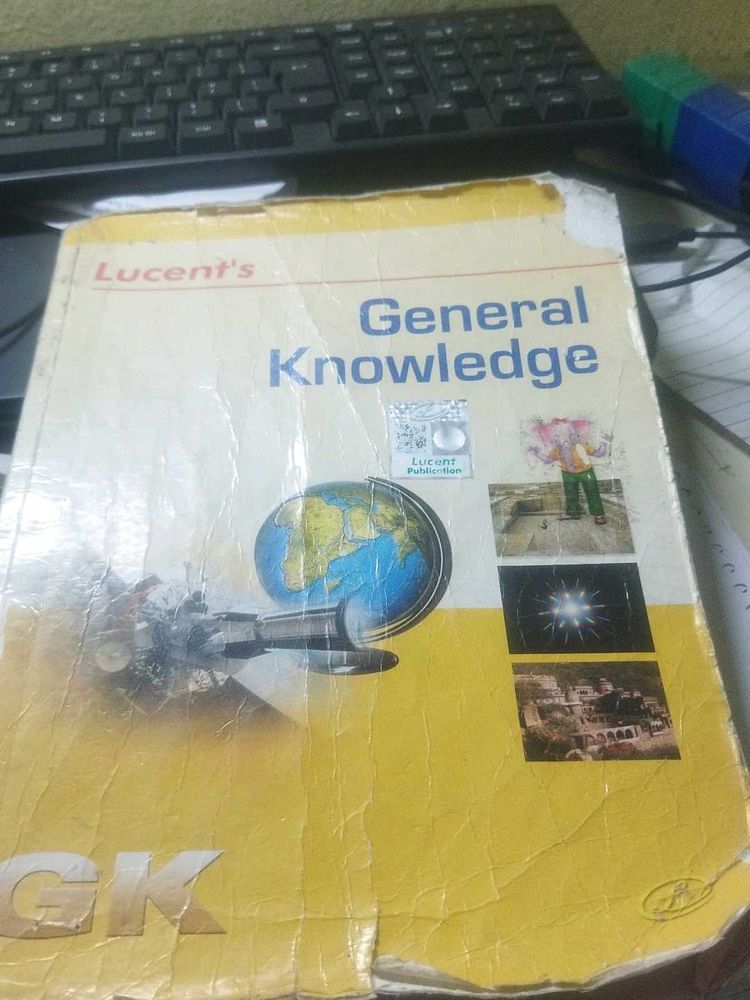 Lucent's
General
Knowledge
Lucent
Publication
GK